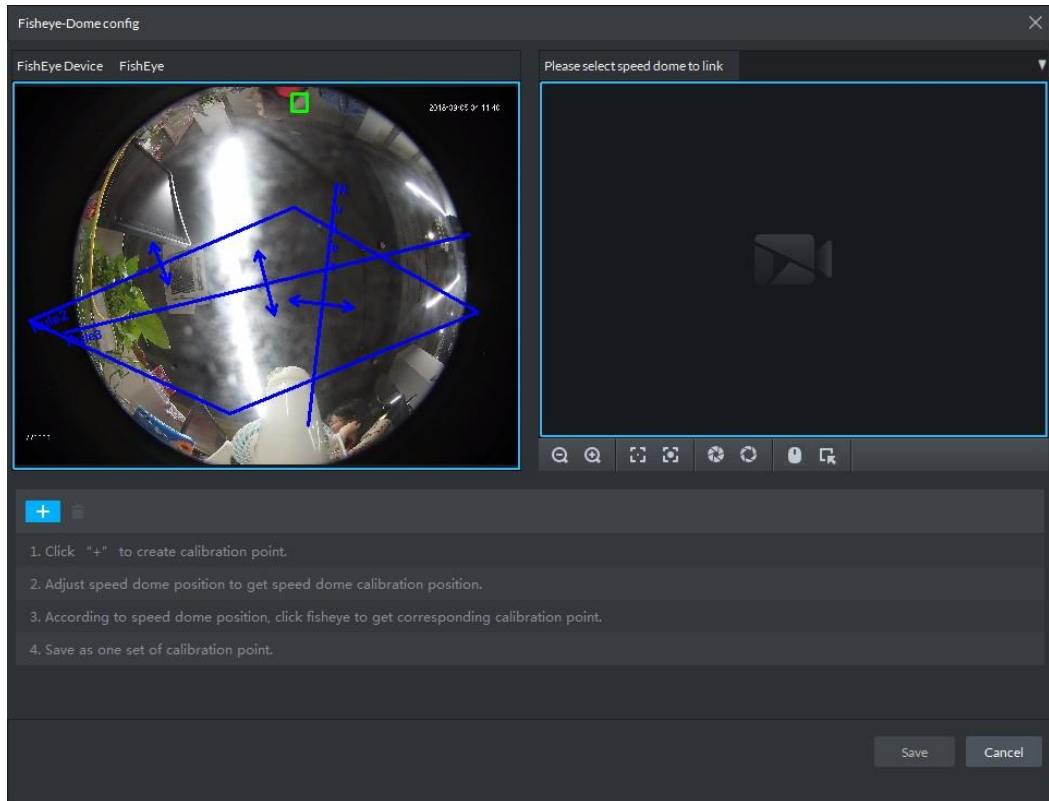 Fisheye-Dome config
FishEye Device FishEye
Please select speed dome to link
1. Click "+" to create calibration point.
2. Adjust speed dome position to get speed dome calibration position.
3. According to speed dome position, click fisheye to get corresponding calibration point.
4. Save as one set of calibration point.
Save Cancel